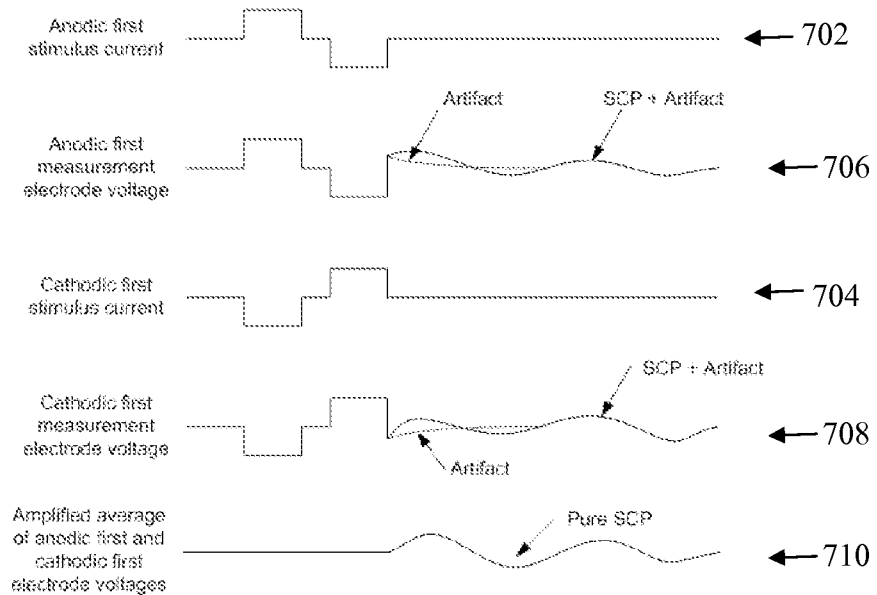 Anodic first
stimulus current
702
Artifact
SCP + Artifact
Anodic first
measurement
electrode voltage
706
Cathodic first
stimulus current
704
SCP + Artifact
Cathodic first
measurement
electrode voltage
708
Artifact
Amplified average
of anodic first and
cathodic first
electrode voltages
Pure SCP
710